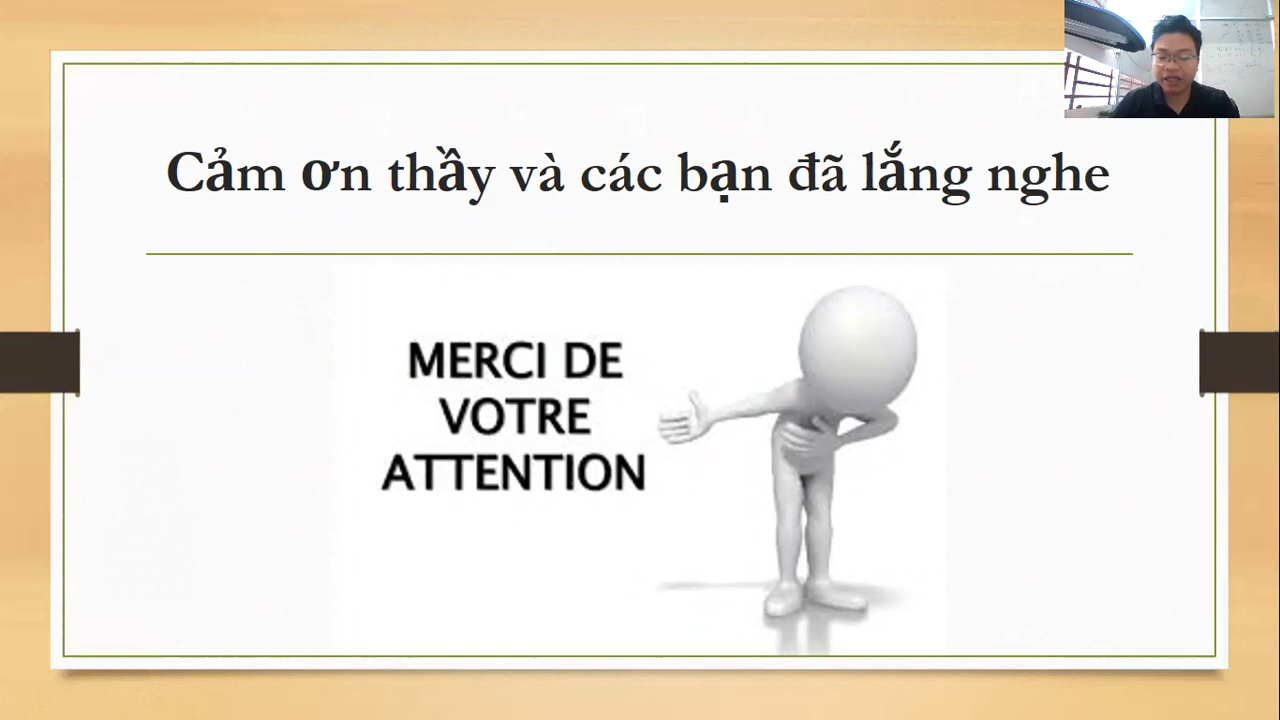 Cảm ơn thầy và các bạn đã lắng nghe
MERCI DE
VOTRE
ATTENTION